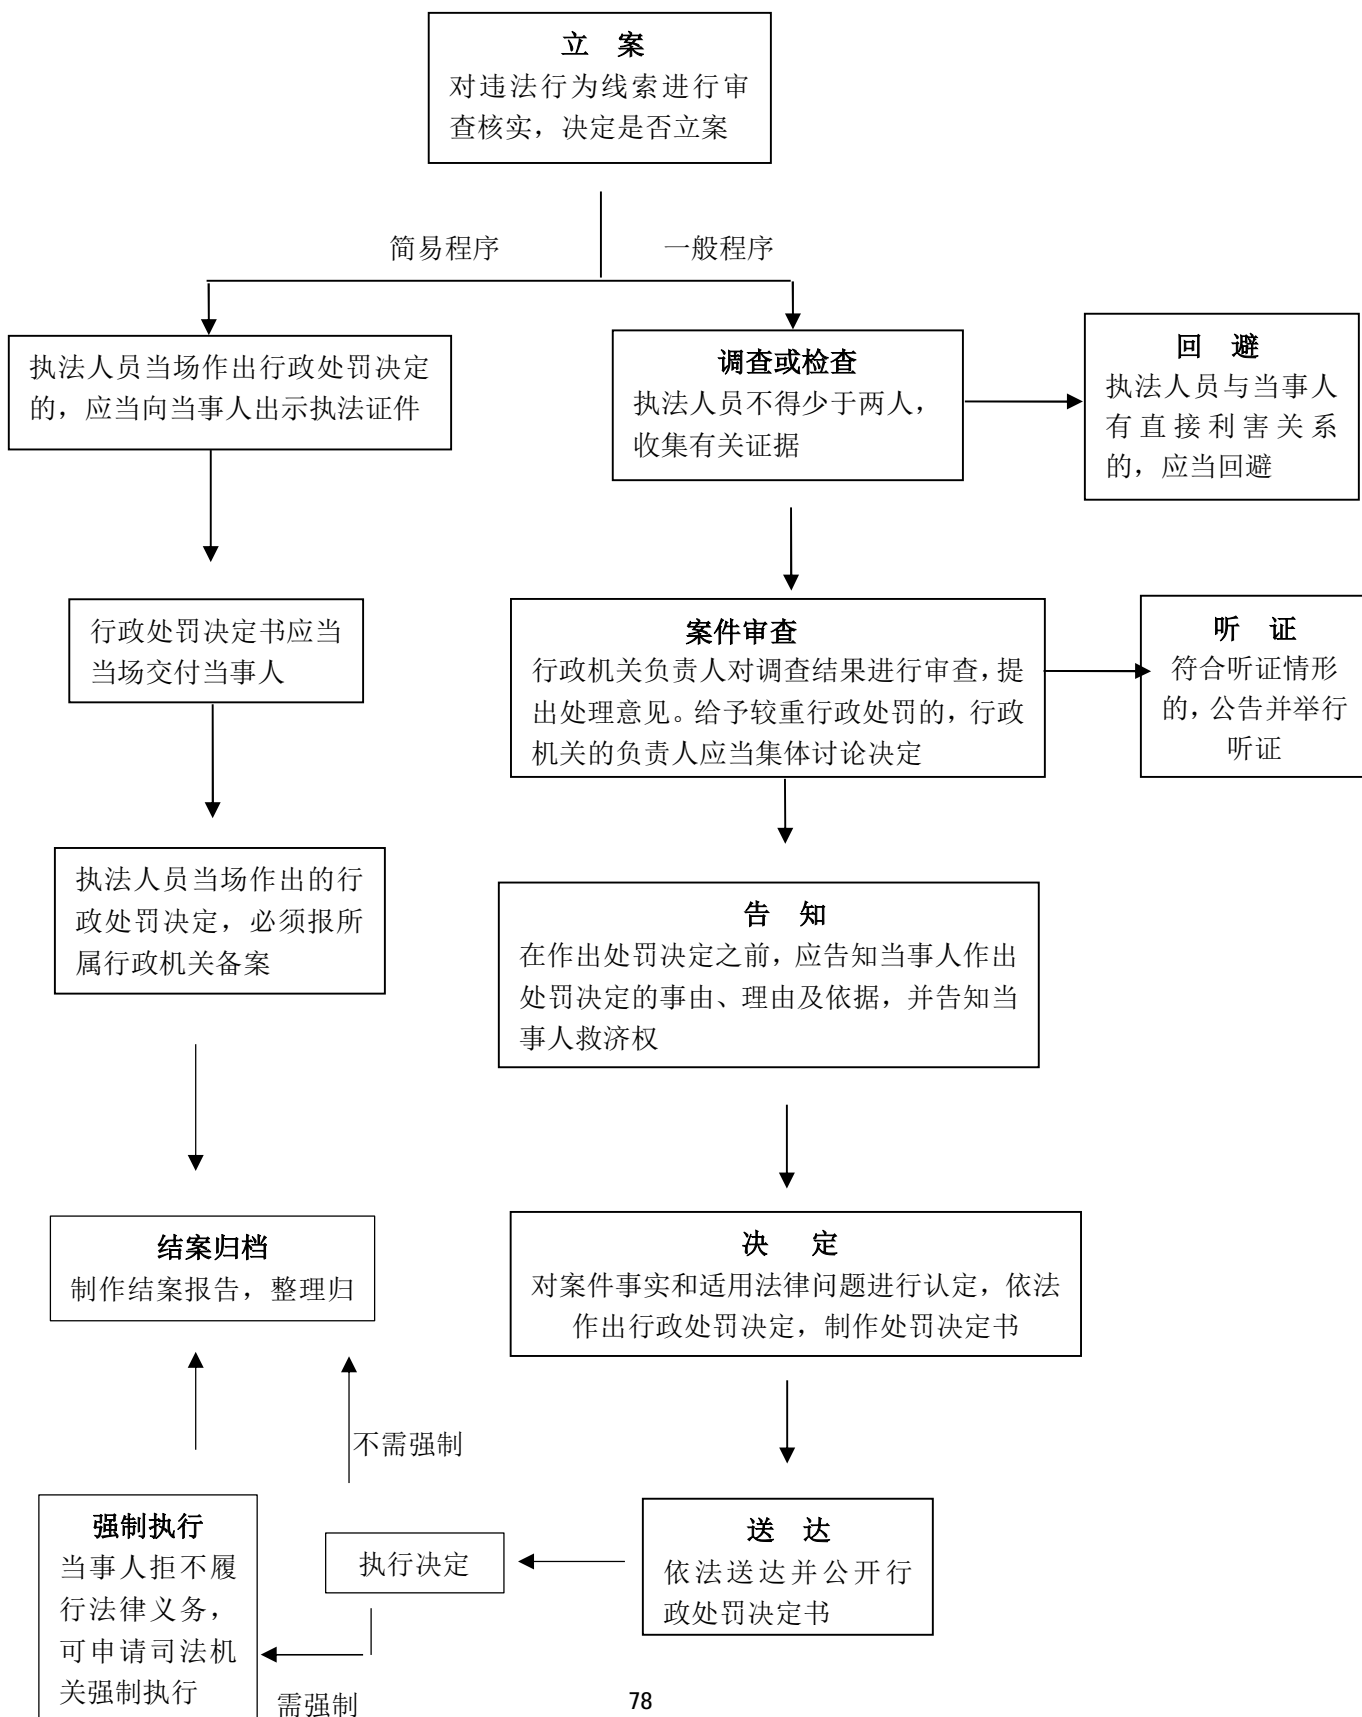 立 案
对违法行为线索进行审
查核实，决定是否立案
简易程序
一般程序
执法人员当场作出行政处罚决定
的，应当向当事人出示执法证件
调查或检查
执法人员不得少于两人，
收集有关证据
回 避
执法人员与当事人
有直接利害关系
的，应当回避
行政处罚决定书应当
当场交付当事人
案件审查
行政机关负责人对调查结果进行审查，提
出处理意见。给予较重行政处罚的，行政
机关的负责人应当集体讨论决定
听 证
符合听证情形
的，公告并举行
听证
执法人员当场作出的行
政处罚决定，必须报所
属行政机关备案
告 知
在作出处罚决定之前，应告知当事人作出
处罚决定的事由、理由及依据，并告知当
事人救济权
结案归档
制作结案报告，整理归
决 定
对案件事实和适用法律问题进行认定，依法
作出行政处罚决定，制作处罚决定书
不需强制
强制执行
当事人拒不履
行法律义务，
可申请司法机
关强制执行
执行决定
送 达
依法送达并公开行
政处罚决定书
需强制
78